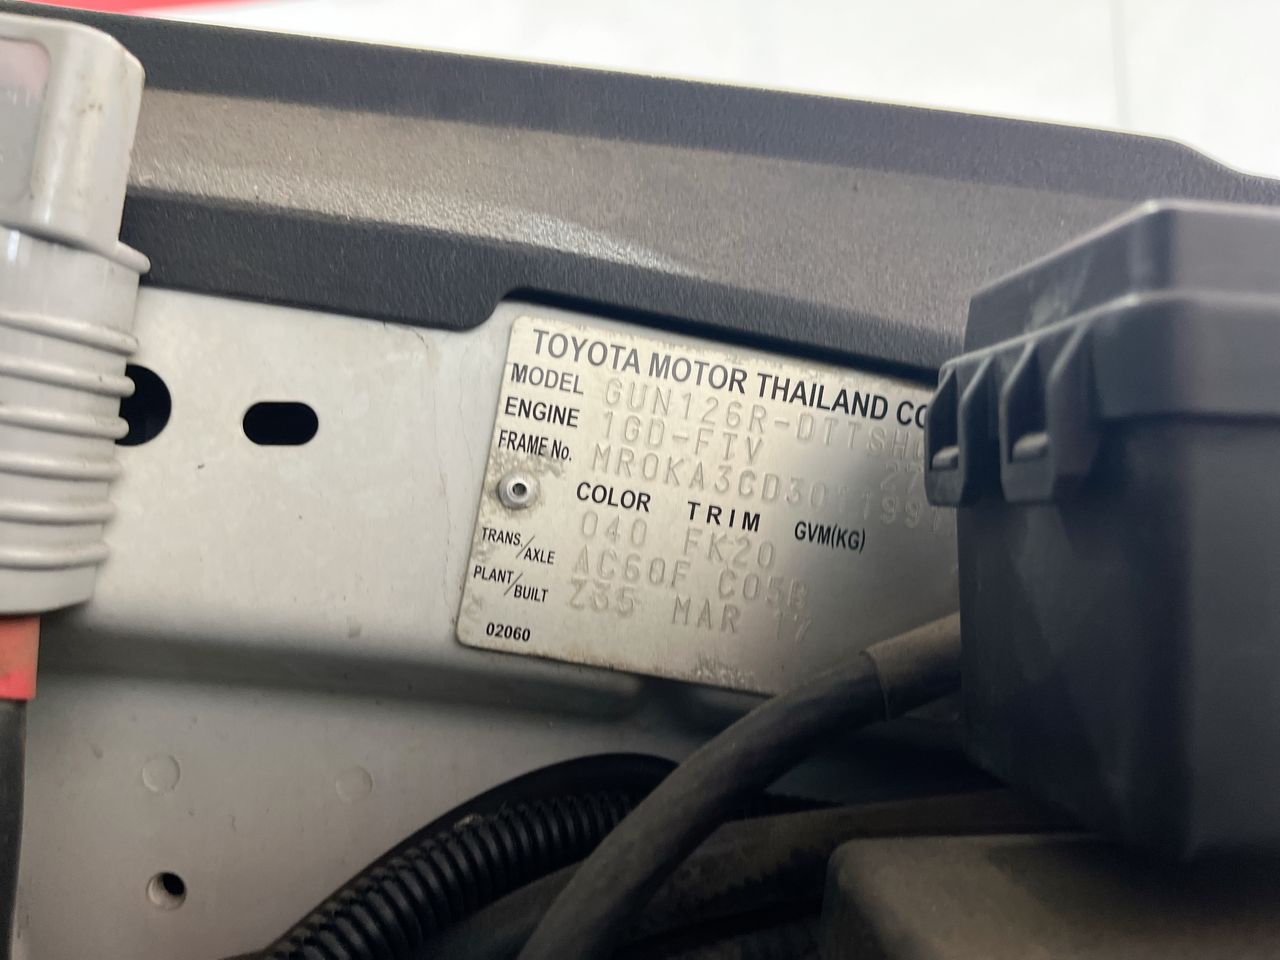 TOYOTA MOTOR THAILAND CO
MODEL GUN126R-DTTSH
ENGINE 1GD-FTV
FRAME No. MR0KA3CD30
COLOR TRIM GVM(KG)
040 FK20
TRANS./AXLE AC60F C05B
PLANT/BUILT Z35 MAR 17
02060